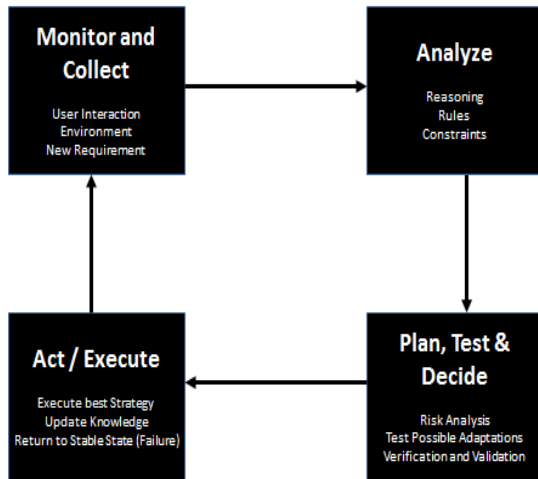 Monitor and
Collect
User Interaction
Environment
New Requirement
Analyze
Reasoning
Rules
Constraints
Act / Execute
Execute best Strategy
Update Knowledge
Return to Stable State (Failure)
Plan, Test &
Decide
Risk Analysis
Test Possible Adaptations
Verification and Validation